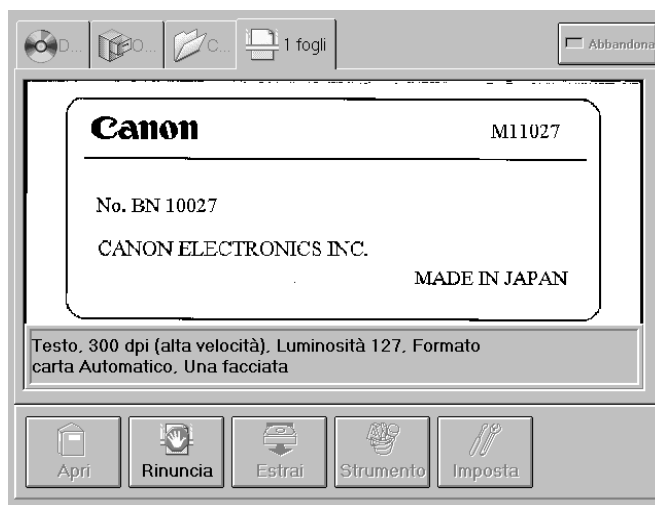 D... O... C... 1 fogli Abbandona
Canon M11027
No. BN 10027
CANON ELECTRONICS INC.
MADE IN JAPAN
Testo, 300 dpi (alta velocità), Luminosità 127, Formato
carta Automatico, Una facciata
Apri Rinuncia Estrai Strumento Imposta